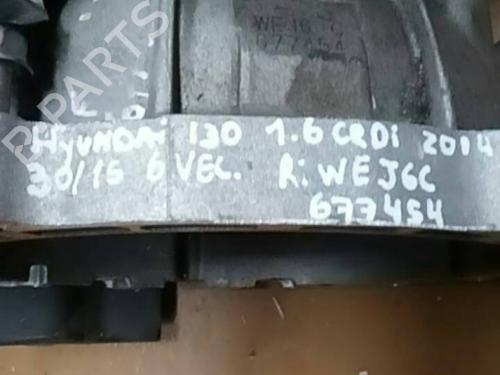 WEJ6
677454
Hyundai I30 1.6 CRDi 2014
30/15 6 VEL. R: WEJ6C
677454
B-PARTS